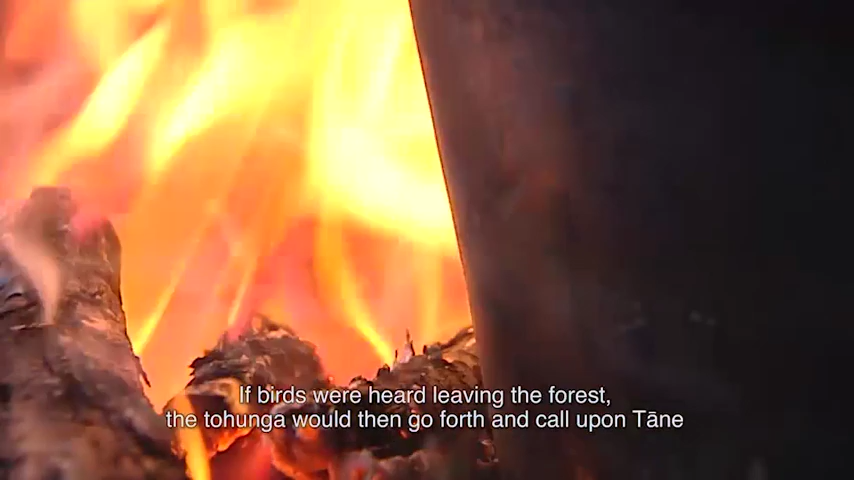 If birds were heard leaving the forest,
the tohunga would then go forth and call upon Tāne